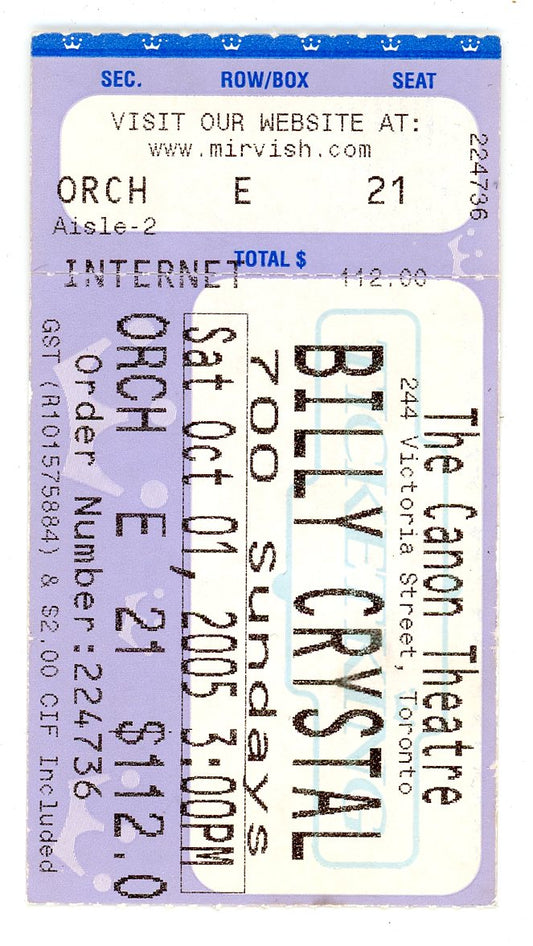 SEC. ROW/BOX SEAT
VISIT OUR WEBSITE AT:
www.mirvish.com
ORCH E 21
Aisle-2
224736
TOTAL $
INTERNET 112.00
The Canon Theatre
244 Victoria Street, Toronto
TICKETKING
BILLY CRYSTAL
700 sundays
Sat Oct 01, 2005 3:00PM
ORCH E 21 $112.0
Order Number:224736
GST (R101575884) & $2.00 CIF Included